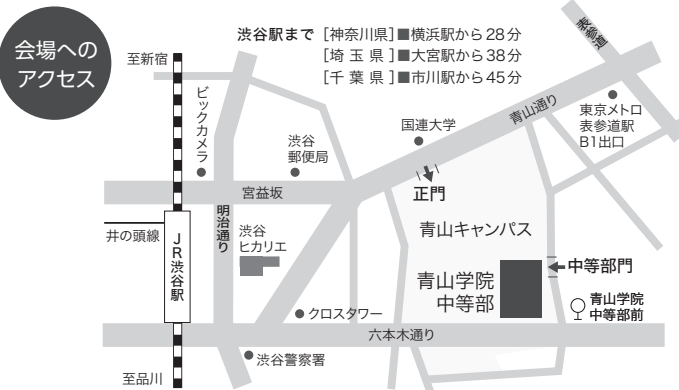 会場への
アクセス
渋谷駅まで [神奈川県]■横浜駅から28分
[埼玉県]■大宮駅から38分
[千葉県]■市川駅から45分
至新宿
表参道
ビックカメラ
渋谷
郵便局
国連大学
青山通り
東京メトロ
表参道駅
B1出口
正門
宮益坂
明治通り
井の頭線
JR渋谷駅
渋谷
ヒカリエ
青山キャンパス
青山学院
中等部
中等部門
青山学院
中等部前
クロスタワー
六本木通り
渋谷警察署
至品川